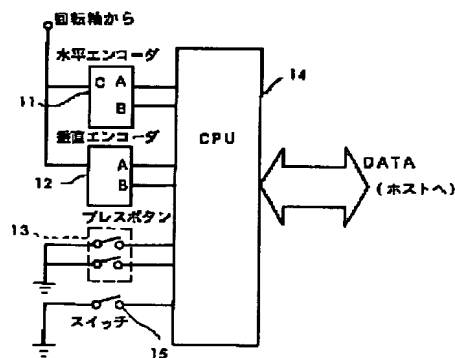 回転軸から
水平エンコーダ
C A
B
11
14
CPU
垂直エンコーダ
A
B
12
DATA
(ホストへ)
プレスボタン
13
スイッチ
15